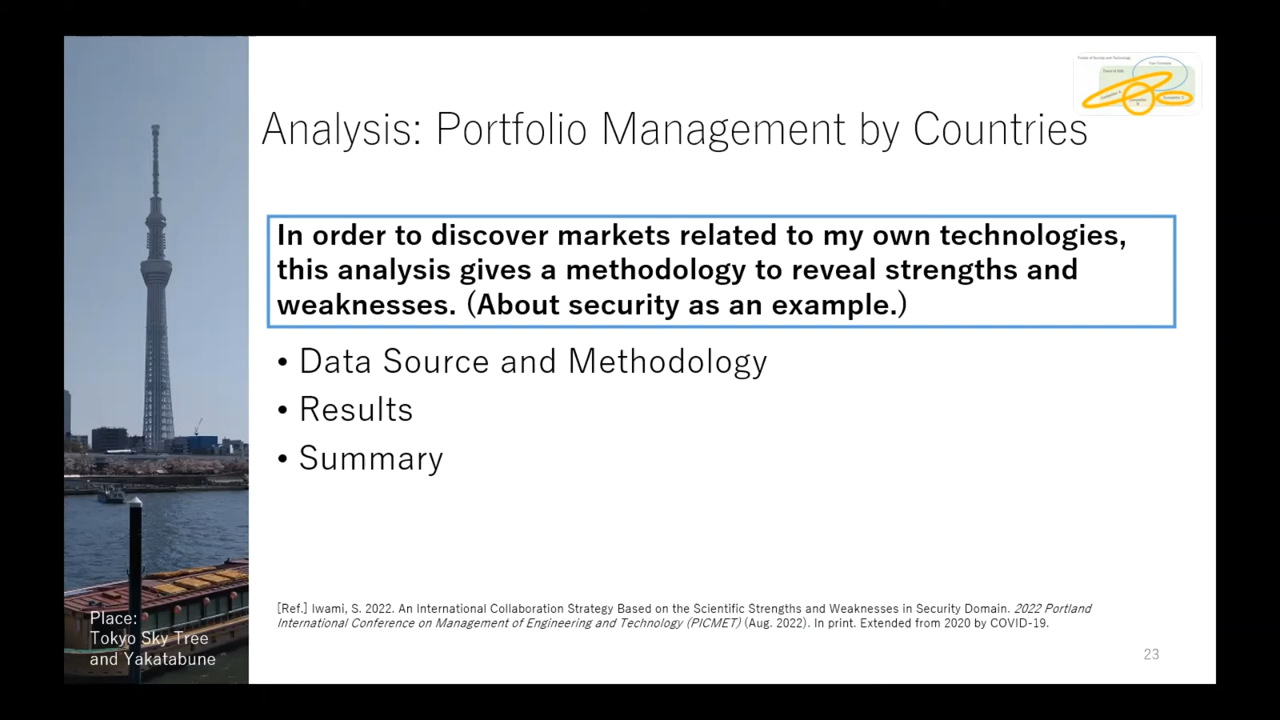 Analysis: Portfolio Management by Countries
In order to discover markets related to my own technologies,
this analysis gives a methodology to reveal strengths and
weaknesses. (About security as an example.)
• Data Source and Methodology
• Results
• Summary
[Ref.] Iwami, S. 2022. An International Collaboration Strategy Based on the Scientific Strengths and Weaknesses in Security Domain. 2022 Portland
International Conference on Management of Engineering and Technology (PICMET) (Aug. 2022). In print. Extended from 2020 by COVID-19.
Place:
Tokyo Sky Tree
and Yakatabune
23